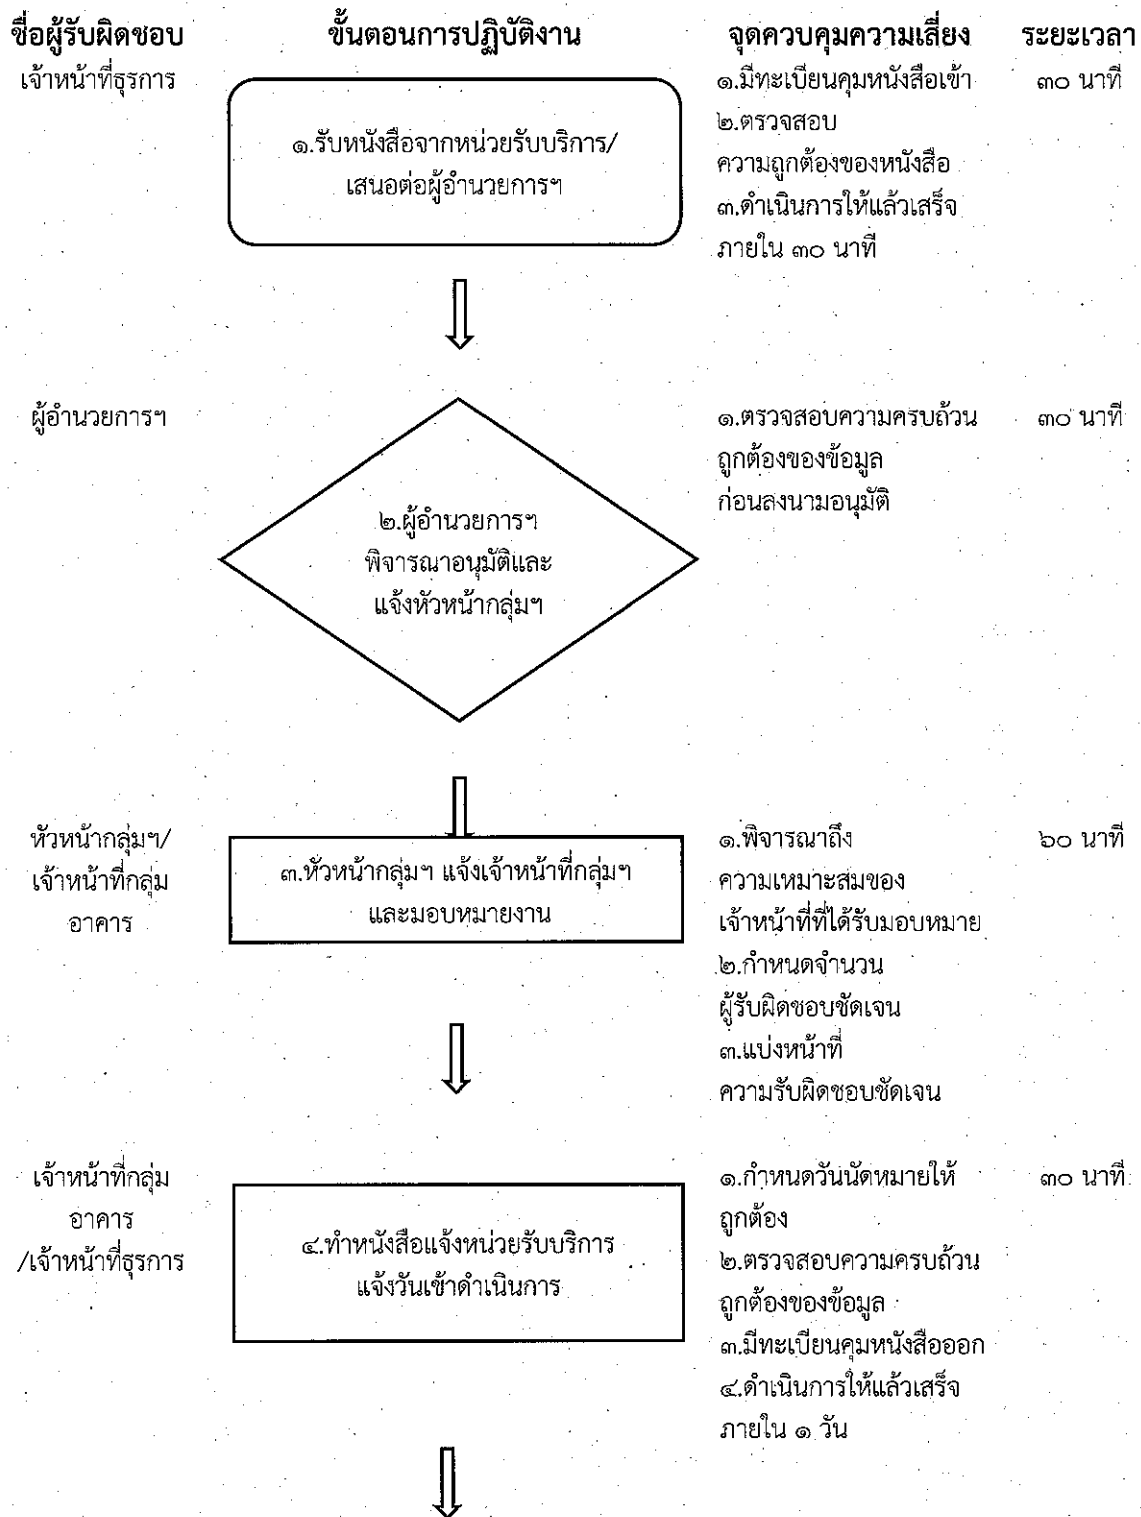 ชื่อผู้รับผิดชอบ ขั้นตอนการปฏิบัติงาน จุดควบคุมความเสี่ยง ระยะเวลา
เจ้าหน้าที่ธุรการ
๑.รับหนังสือจากหน่วยรับบริการ/
เสนอต่อผู้อำนวยการฯ
๑.มีทะเบียนคุมหนังสือเข้า
๒.ตรวจสอบ
ความถูกต้องของหนังสือ
๓.ดำเนินการให้แล้วเสร็จ
ภายใน ๓๐ นาที
๓๐ นาที
ผู้อำนวยการฯ
๒.ผู้อำนวยการฯ
พิจารณาอนุมัติและ
แจ้งหัวหน้ากลุ่มฯ
๑.ตรวจสอบความครบถ้วน
ถูกต้องของข้อมูล
ก่อนลงนามอนุมัติ
๓๐ นาที
หัวหน้ากลุ่มฯ/
เจ้าหน้าที่กลุ่ม
อาคาร
๓.หัวหน้ากลุ่มฯ แจ้งเจ้าหน้าที่กลุ่มฯ
และมอบหมายงาน
๑.พิจารณาถึง
ความเหมาะสมของ
เจ้าหน้าที่ที่ได้รับมอบหมาย
๒.กำหนดจำนวน
ผู้รับผิดชอบชัดเจน
๓.แบ่งหน้าที่
ความรับผิดชอบชัดเจน
๖๐ นาที
เจ้าหน้าที่กลุ่ม
อาคาร
/เจ้าหน้าที่ธุรการ
๔.ทำหนังสือแจ้งหน่วยรับบริการ
แจ้งวันเข้าดำเนินการ
๑.กำหนดวันนัดหมายให้
ถูกต้อง
๒.ตรวจสอบความครบถ้วน
ถูกต้องของข้อมูล
๓.มีทะเบียนคุมหนังสือออก
๔.ดำเนินการให้แล้วเสร็จ
ภายใน ๑ วัน
๓๐ นาที